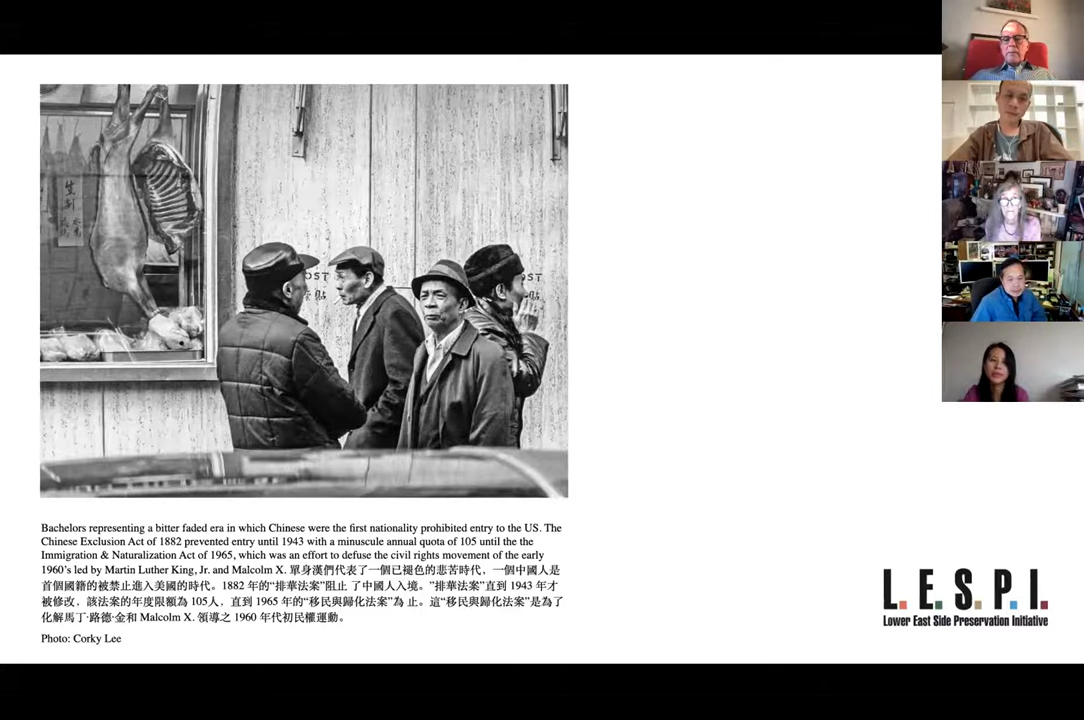 OST
OST
Bachelors representing a bitter faded era in which Chinese were the first nationality prohibited entry to the US. The
Chinese Exclusion Act of 1882 prevented entry until 1943 with a minuscule annual quota of 105 until the the
Immigration & Naturalization Act of 1965, which was an effort to defuse the civil rights movement of the early
1960’s led by Martin Luther King, Jr. and Malcolm X. 單身漢們代表了一個已褪色的悲苦時代，一個中國人是
首個國籍的被禁止進入美國的時代。1882 年的“排華法案”阻止 了中國人入境。”排華法案”直到 1943 年才
被修改，該法案的年度限額為 105人，直到 1965 年的“移民與歸化法案”為 止。這“移民與歸化法案”是為了
化解馬丁·路德·金和 Malcolm X. 領導之 1960 年代初民權運動。
Photo: Corky Lee
L.E.S.P.I.
Lower East Side Preservation Initiative